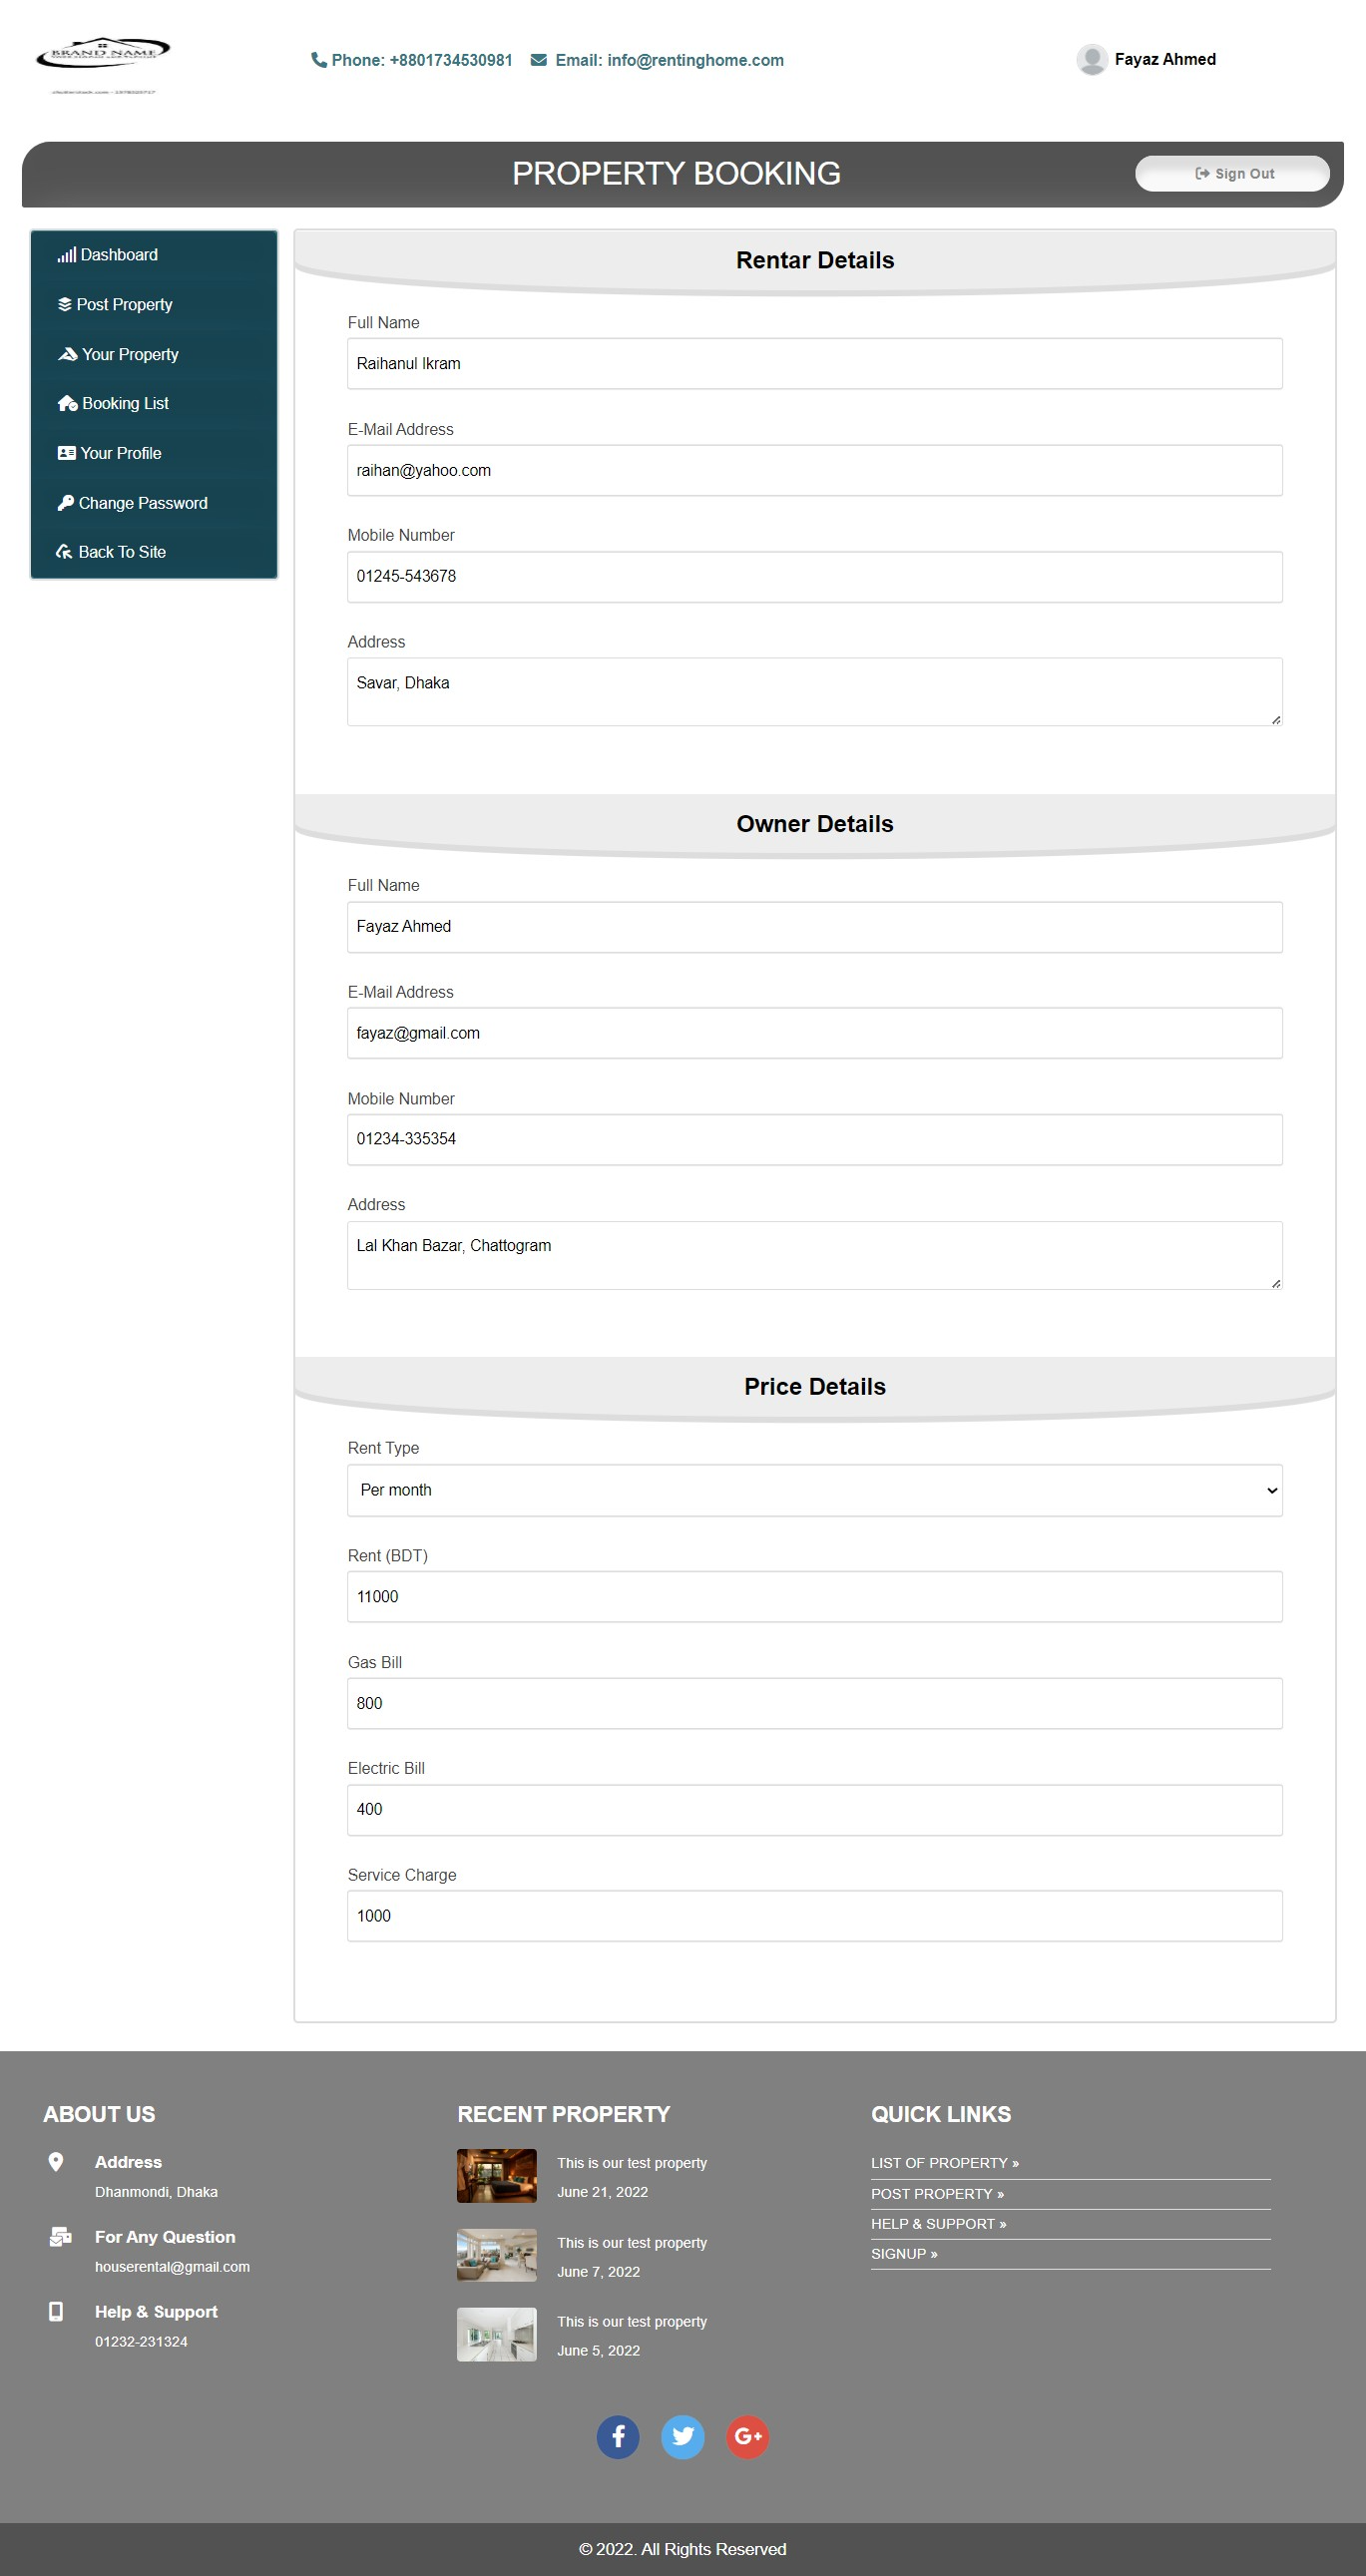 BRAND NAME
Phone: +8801734530981
Email: info@rentinghome.com
Fayaz Ahmed
PROPERTY BOOKING
Sign Out
Dashboard
Post Property
Your Property
Booking List
Your Profile
Change Password
Back To Site
Rentar Details
Full Name
Raihanul Ikram
E-Mail Address
raihan@yahoo.com
Mobile Number
01245-543678
Address
Savar, Dhaka
Owner Details
Full Name
Fayaz Ahmed
E-Mail Address
fayaz@gmail.com
Mobile Number
01234-335354
Address
Lal Khan Bazar, Chattogram
Price Details
Rent Type
Per month
Rent (BDT)
11000
Gas Bill
800
Electric Bill
400
Service Charge
1000
ABOUT US
Address
Dhanmondi, Dhaka
For Any Question
houserental@gmail.com
Help & Support
01232-231324
RECENT PROPERTY
This is our test property
June 21, 2022
This is our test property
June 7, 2022
This is our test property
June 5, 2022
QUICK LINKS
LIST OF PROPERTY »
POST PROPERTY »
HELP & SUPPORT »
SIGNUP »
© 2022. All Rights Reserved